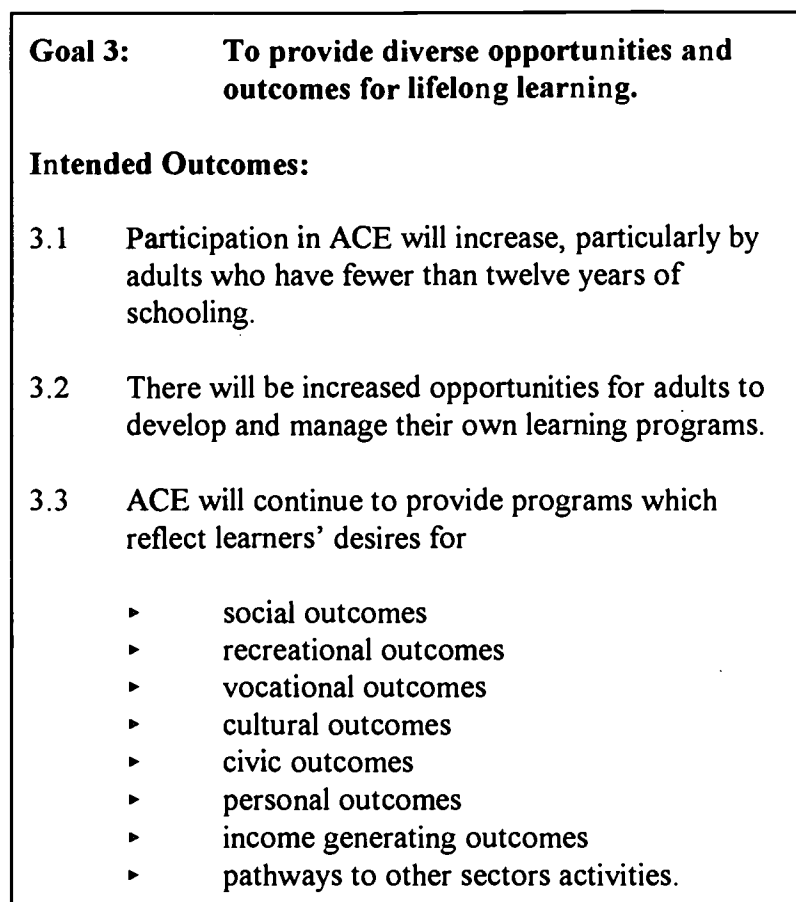 Goal 3: To provide diverse opportunities and
outcomes for lifelong learning.
Intended Outcomes:
3.1 Participation in ACE will increase, particularly by
adults who have fewer than twelve years of
schooling.
3.2 There will be increased opportunities for adults to
develop and manage their own learning programs.
3.3 ACE will continue to provide programs which
reflect learners' desires for
▸ social outcomes
▸ recreational outcomes
▸ vocational outcomes
▸ cultural outcomes
▸ civic outcomes
▸ personal outcomes
▸ income generating outcomes
▸ pathways to other sectors activities.